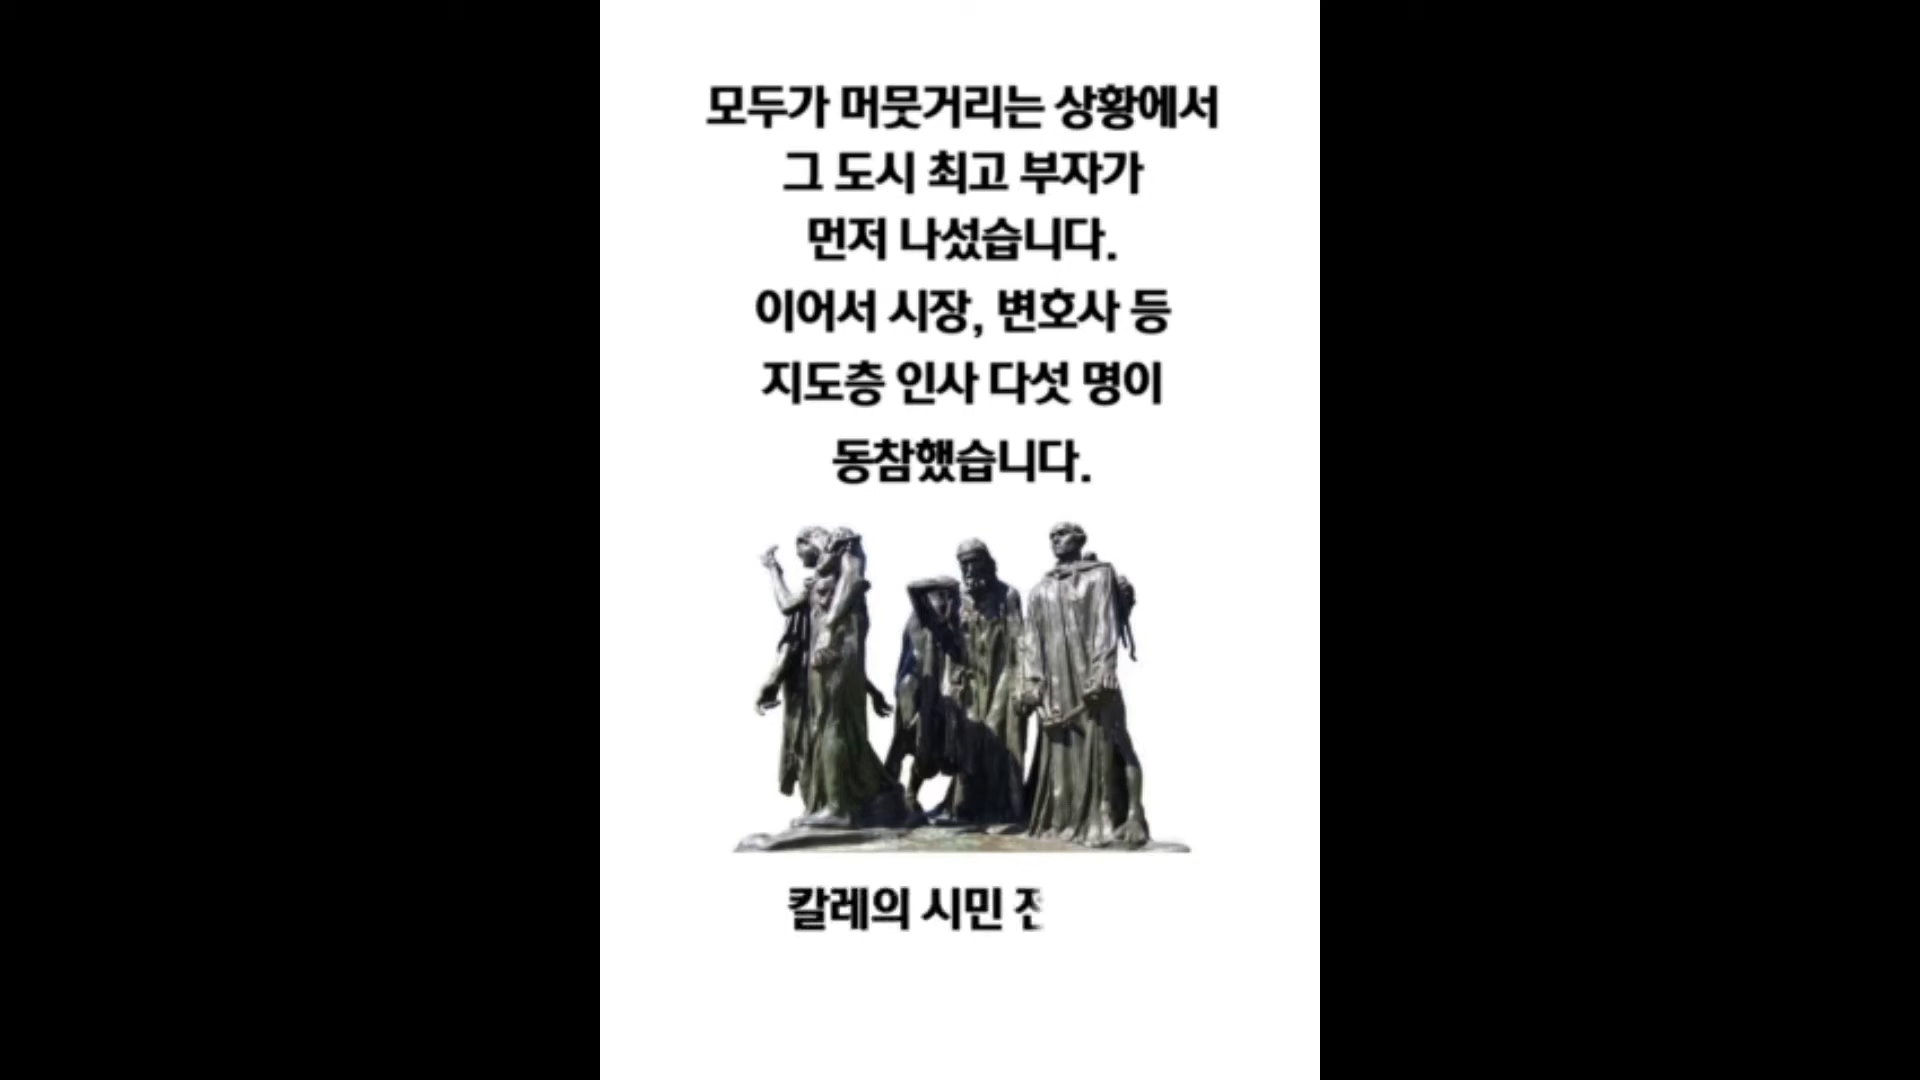 모두가 머뭇거리는 상황에서
그 도시 최고 부자가
먼저 나섰습니다.
이어서 시장, 변호사 등
지도층 인사 다섯 명이
동참했습니다.
칼레의 시민